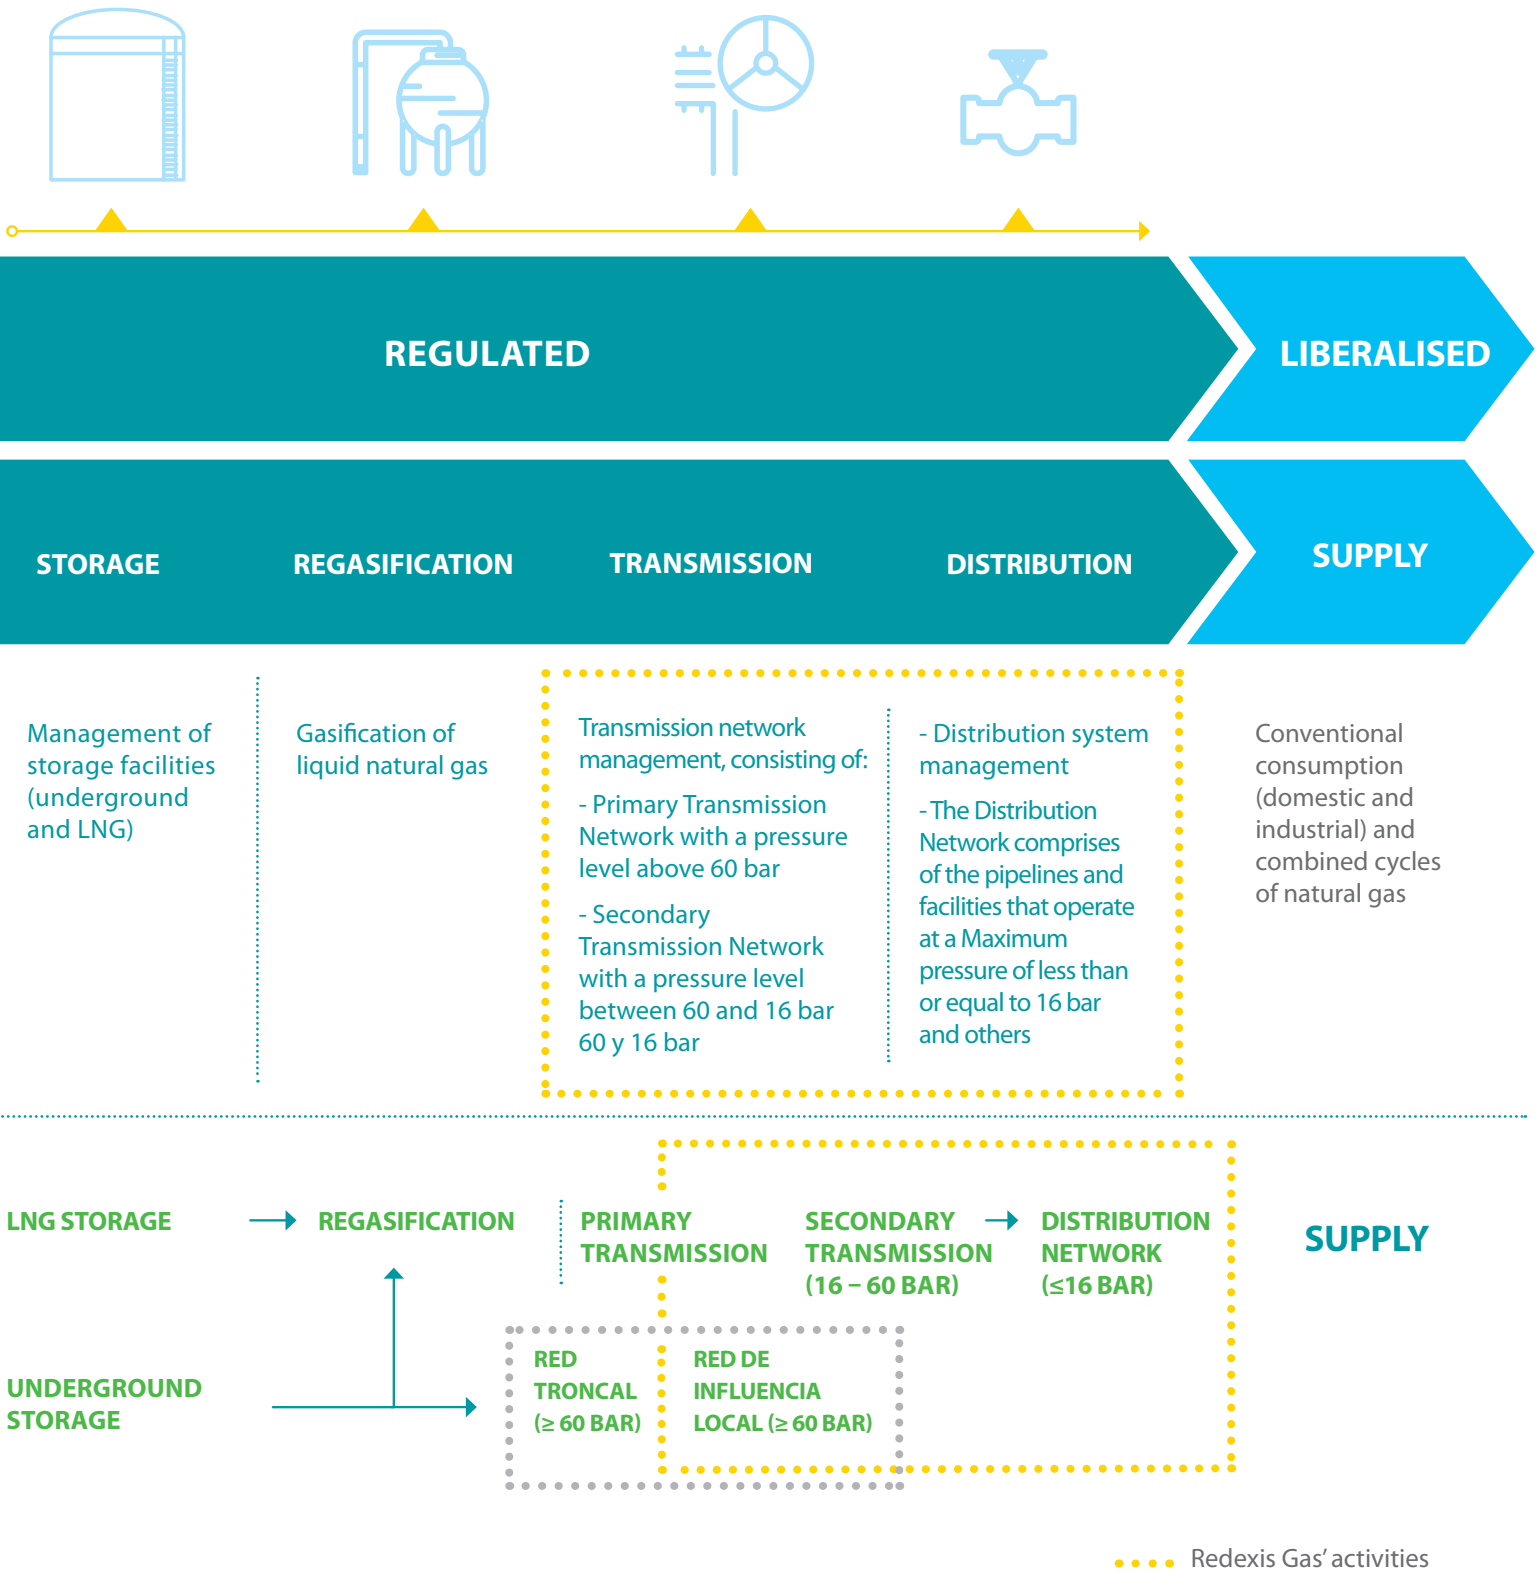 REGULATED
LIBERALISED
STORAGE
REGASIFICATION
TRANSMISSION
DISTRIBUTION
SUPPLY
Management of
storage facilities
(underground
and LNG)
Gasification of
liquid natural gas
Transmission network
management, consisting of:
- Primary Transmission
Network with a pressure
level above 60 bar
- Secondary
Transmission Network
with a pressure level
between 60 and 16 bar
60 y 16 bar
- Distribution system
management
- The Distribution
Network comprises
of the pipelines and
facilities that operate
at a Maximum
pressure of less than
or equal to 16 bar
and others
Conventional
consumption
(domestic and
industrial) and
combined cycles
of natural gas
LNG STORAGE
REGASIFICATION
PRIMARY
TRANSMISSION
SECONDARY
TRANSMISSION
(16 – 60 BAR)
DISTRIBUTION
NETWORK
(≤16 BAR)
SUPPLY
UNDERGROUND
STORAGE
RED
TRONCAL
(≥ 60 BAR)
RED DE
INFLUENCIA
LOCAL (≥ 60 BAR)
Redexis Gas’ activities